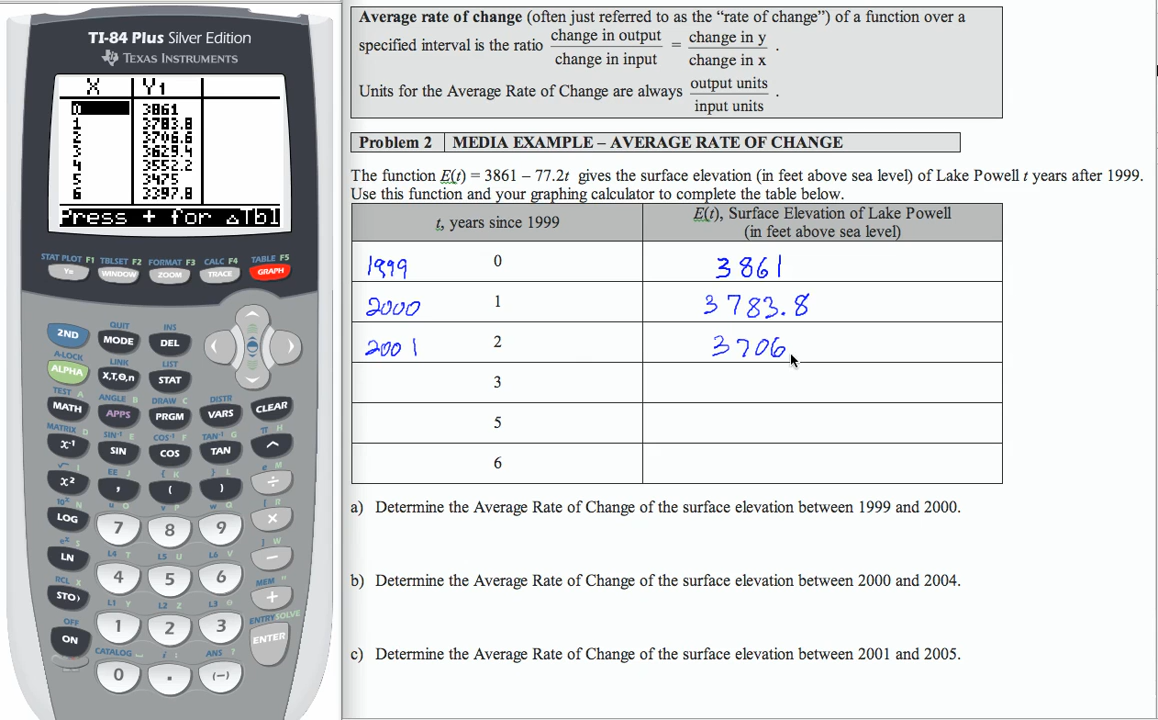 TI-84 Plus Silver Edition
TEXAS INSTRUMENTS
X Y1
0 3861
1 3783.8
2 3706.6
3 3629.4
4 3552.2
5 3475
6 3397.8
Press + for △Tbl
STAT PLOT F1 TBLSET F2 FORMAT F3 CALC F4 TABLE F5
Y= WINDOW ZOOM TRACE GRAPH
QUIT INS
2ND MODE DEL
A-LOCK LINK LIST
ALPHA X,T,Θ,n STAT
TEST A ANGLE B DRAW C DISTR
MATH APPS PRGM VARS CLEAR
MATRIX D SIN⁻¹ E COS⁻¹ F TAN⁻¹ G π H
x⁻¹ SIN COS TAN ^
√ I EE J { K } L e M
x² , ( ) ÷
10ˣ N u O v P w Q [ R
LOG 7 8 9 ×
eˣ S L4 T L5 U L6 V ] W
LN 4 5 6 −
RCL X L1 Y L2 Z L3 θ MEM "
STO› 1 2 3 +
OFF CATALOG i : ANS ? ENTRY SOLVE
ON 0 . (−) ENTER
Average rate of change (often just referred to as the “rate of change”) of a function over a
specified interval is the ratio change in output / change in input = change in y / change in x .
Units for the Average Rate of Change are always output units / input units .
Problem 2 MEDIA EXAMPLE – AVERAGE RATE OF CHANGE
The function E(t) = 3861 – 77.2t gives the surface elevation (in feet above sea level) of Lake Powell t years after 1999.
Use this function and your graphing calculator to complete the table below.
t, years since 1999 E(t), Surface Elevation of Lake Powell
(in feet above sea level)
1999 0 3861
2000 1 3783.8
2001 2 3706.
3
5
6
a) Determine the Average Rate of Change of the surface elevation between 1999 and 2000.
b) Determine the Average Rate of Change of the surface elevation between 2000 and 2004.
c) Determine the Average Rate of Change of the surface elevation between 2001 and 2005.